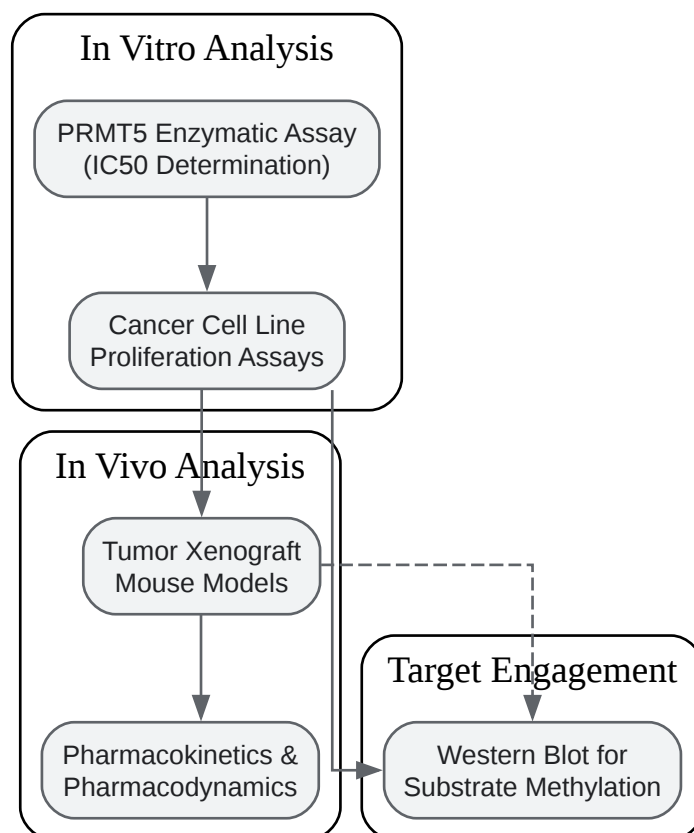 In Vitro Analysis
PRMT5 Enzymatic Assay
(IC50 Determination)
Cancer Cell Line
Proliferation Assays
In Vivo Analysis
Tumor Xenograft
Mouse Models
Target Engagement
Pharmacokinetics &
Pharmacodynamics
Western Blot for
Substrate Methylation